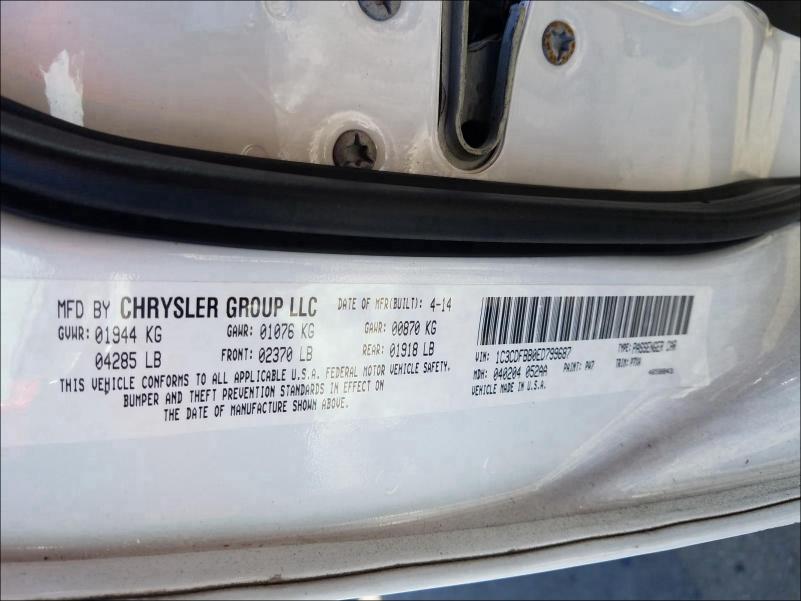 MFD BY CHRYSLER GROUP LLC DATE OF MFR(BUILT): 4-14
GVWR: 01944 KG GAWR: 01076 KG GAWR: 00870 KG
04285 LB FRONT: 02370 LB REAR: 01918 LB
THIS VEHICLE CONFORMS TO ALL APPLICABLE U.S.A. FEDERAL MOTOR VEHICLE SAFETY,
BUMPER AND THEFT PREVENTION STANDARDS IN EFFECT ON
THE DATE OF MANUFACTURE SHOWN ABOVE.
VIN: 1C3CDFBB0ED799687 TYPE: PASSENGER CAR
MDH: 040204 052AA PAINT: PW7 TRIM:
VEHICLE MADE IN U.S.A.